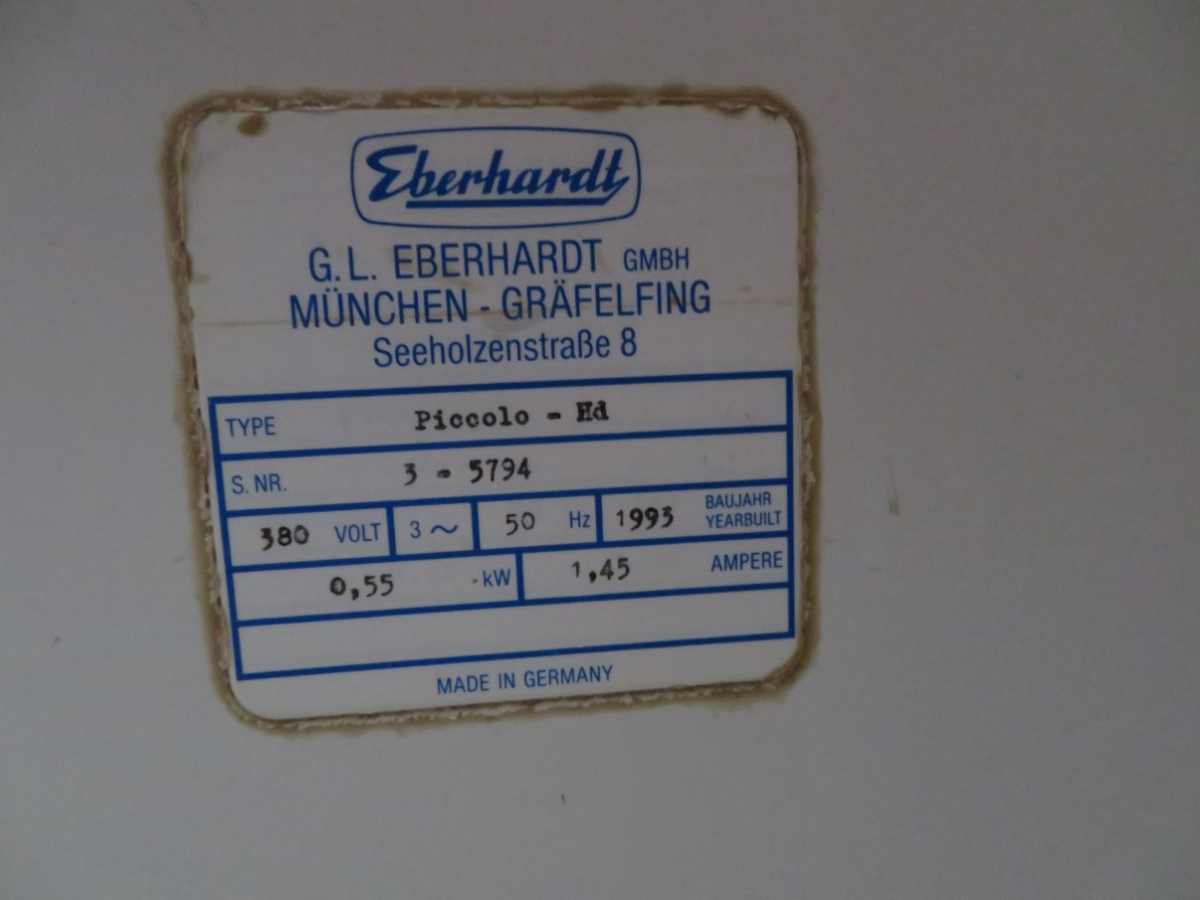 Eberhardt
G. L. EBERHARDT GMBH
MÜNCHEN - GRÄFELFING
Seeholzenstraße 8
TYPE Piccolo - Hd
S. NR. 3 - 5794
380 VOLT 3 ~ 50 Hz 1993 BAUJAHR
YEARBUILT
0,55 kW 1,45 AMPERE
MADE IN GERMANY